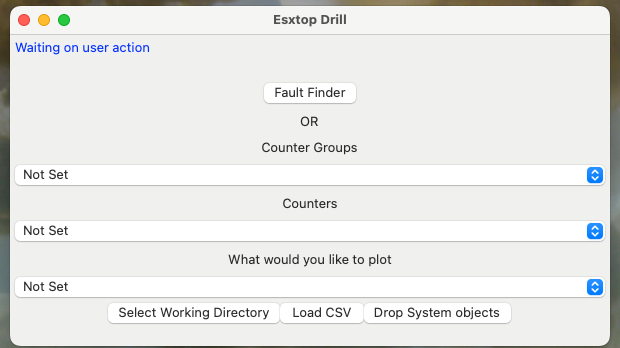 Esxtop Drill
Waiting on user action
Fault Finder
OR
Counter Groups
Not Set
Counters
Not Set
What would you like to plot
Not Set
Select Working Directory Load CSV Drop System objects